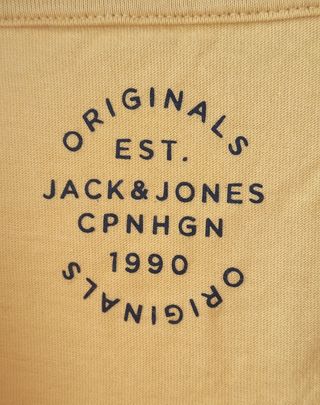 ORIGINALS
EST.
JACK&JONES
CPNHGN
1990
ORIGINALS